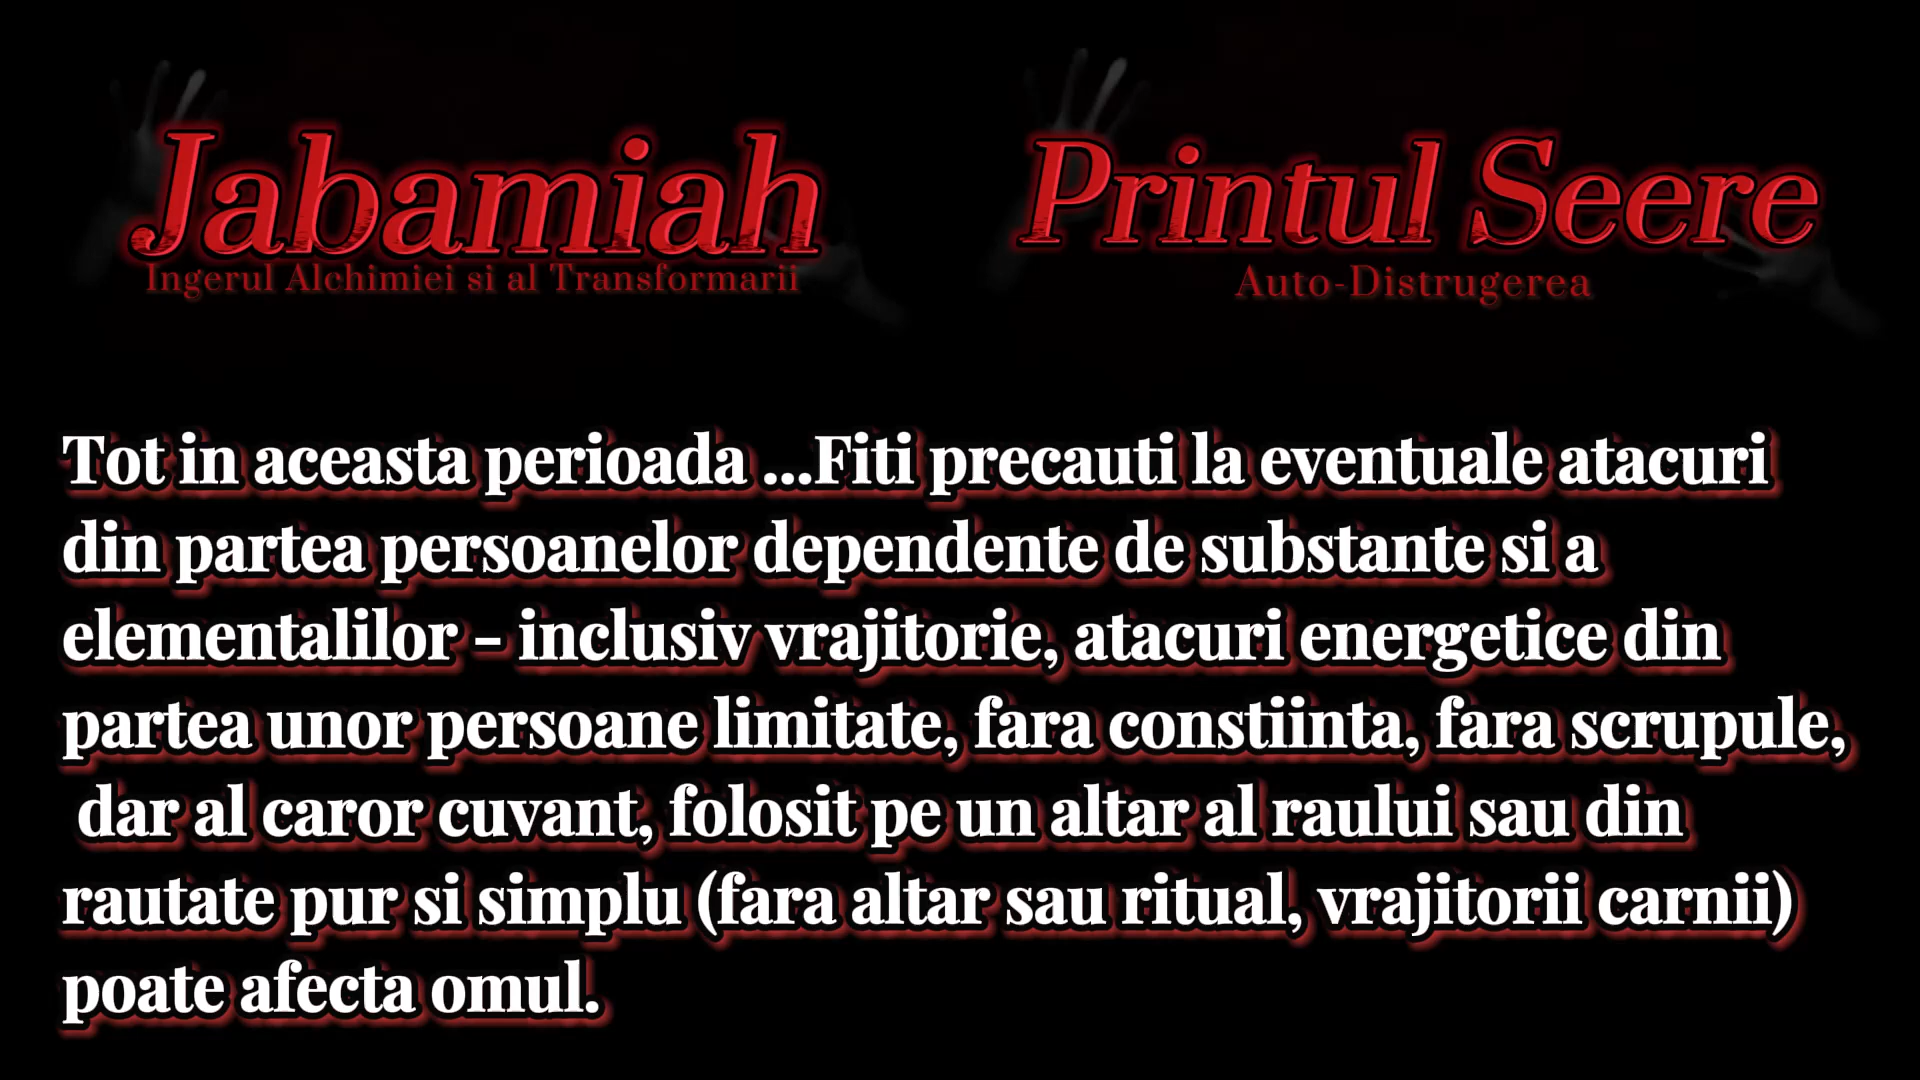 Jabamiah
Ingerul Alchimiei si al Transformarii
Printul Seere
Auto-Distrugerea
Tot in aceasta perioada ...Fiti precauti la eventuale atacuri
din partea persoanelor dependente de substante si a
elementalilor – inclusiv vrajitorie, atacuri energetice din
partea unor persoane limitate, fara constiinta, fara scrupule,
dar al caror cuvant, folosit pe un altar al raului sau din
rautate pur si simplu (fara altar sau ritual, vrajitorii carnii)
poate afecta omul.